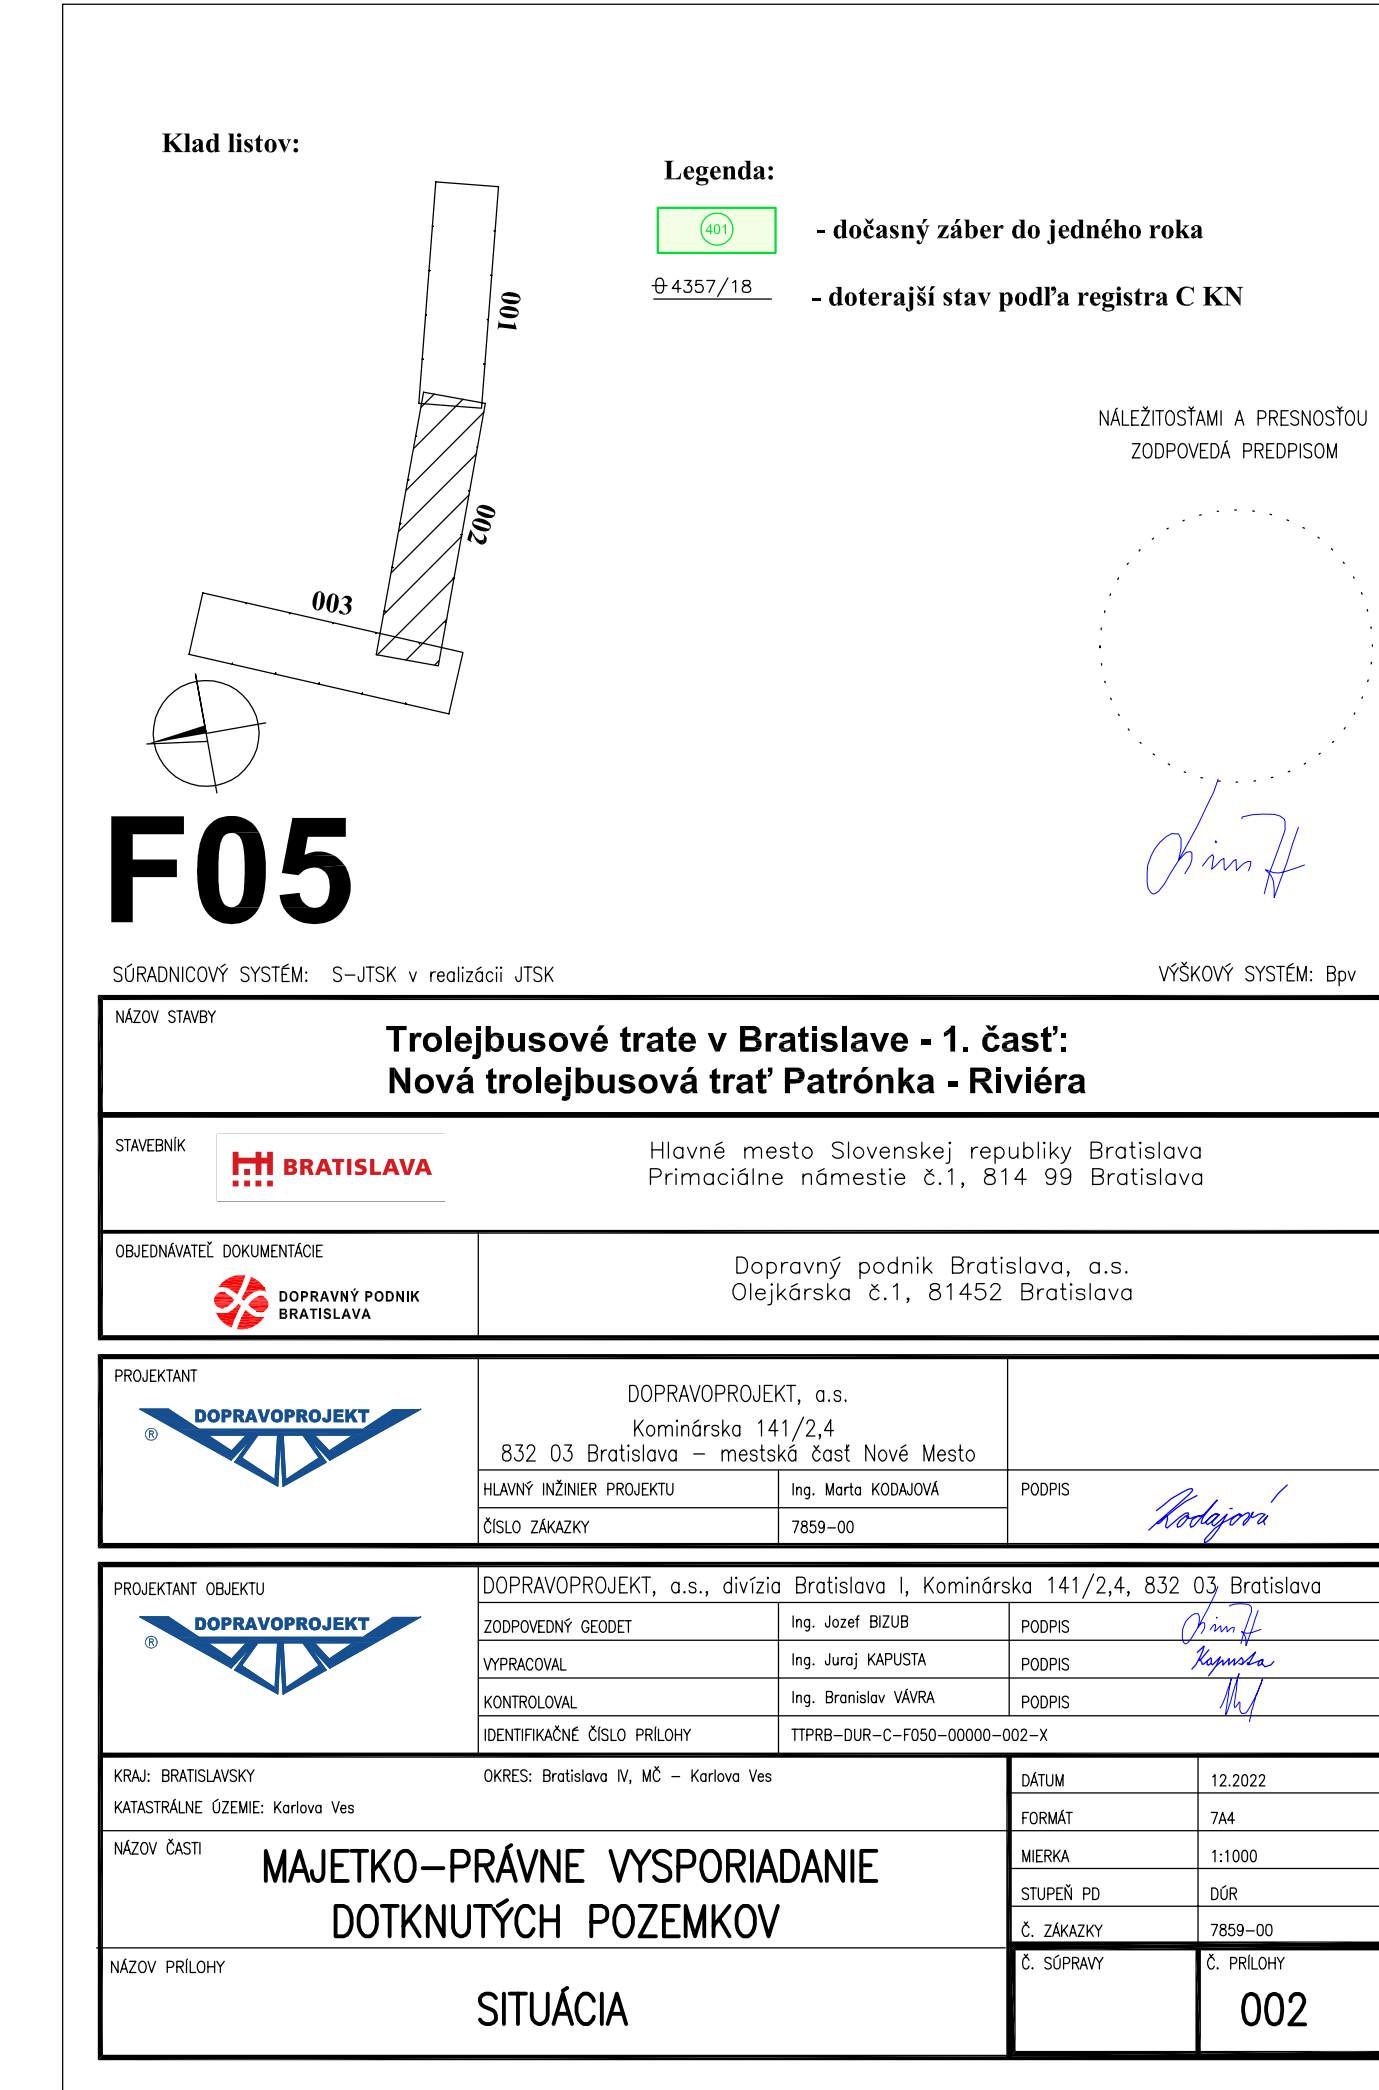 Klad listov:
Legenda:
401
- dočasný záber do jedného roka
4357/18
- doterajší stav podľa registra C KN
001
002
003
NÁLEŽITOSŤAMI A PRESNOSŤOU
ZODPOVEDÁ PREDPISOM
F05
SÚRADNICOVÝ SYSTÉM: S-JTSK v realizácii JTSK
VÝŠKOVÝ SYSTÉM: Bpv
NÁZOV STAVBY
Trolejbusové trate v Bratislave - 1. časť:
Nová trolejbusová trať Patrónka - Riviéra
STAVEBNÍK
BRATISLAVA
Hlavné mesto Slovenskej republiky Bratislava
Primaciálne námestie č.1, 814 99 Bratislava
OBJEDNÁVATEĽ DOKUMENTÁCIE
DOPRAVNÝ PODNIK
BRATISLAVA
Dopravný podnik Bratislava, a.s.
Olejkárska č.1, 81452 Bratislava
PROJEKTANT
DOPRAVOPROJEKT
®
DOPRAVOPROJEKT, a.s.
Kominárska 141/2,4
832 03 Bratislava – mestská časť Nové Mesto
HLAVNÝ INŽINIER PROJEKTU Ing. Marta KODAJOVÁ PODPIS Kodajová
ČÍSLO ZÁKAZKY 7859-00
PROJEKTANT OBJEKTU
DOPRAVOPROJEKT
®
DOPRAVOPROJEKT, a.s., divízia Bratislava I, Kominárska 141/2,4, 832 03 Bratislava
ZODPOVEDNÝ GEODET Ing. Jozef BIZUB PODPIS
VYPRACOVAL Ing. Juraj KAPUSTA PODPIS Kapusta
KONTROLOVAL Ing. Branislav VÁVRA PODPIS
IDENTIFIKAČNÉ ČÍSLO PRÍLOHY TTPRB-DUR-C-F050-00000-002-X
KRAJ: BRATISLAVSKY OKRES: Bratislava IV, MČ – Karlova Ves
KATASTRÁLNE ÚZEMIE: Karlova Ves
DÁTUM 12.2022
FORMÁT 7A4
MIERKA 1:1000
STUPEŇ PD DÚR
Č. ZÁKAZKY 7859-00
NÁZOV ČASTI
MAJETKO-PRÁVNE VYSPORIADANIE
DOTKNUTÝCH POZEMKOV
NÁZOV PRÍLOHY
SITUÁCIA
Č. SÚPRAVY
Č. PRÍLOHY
002